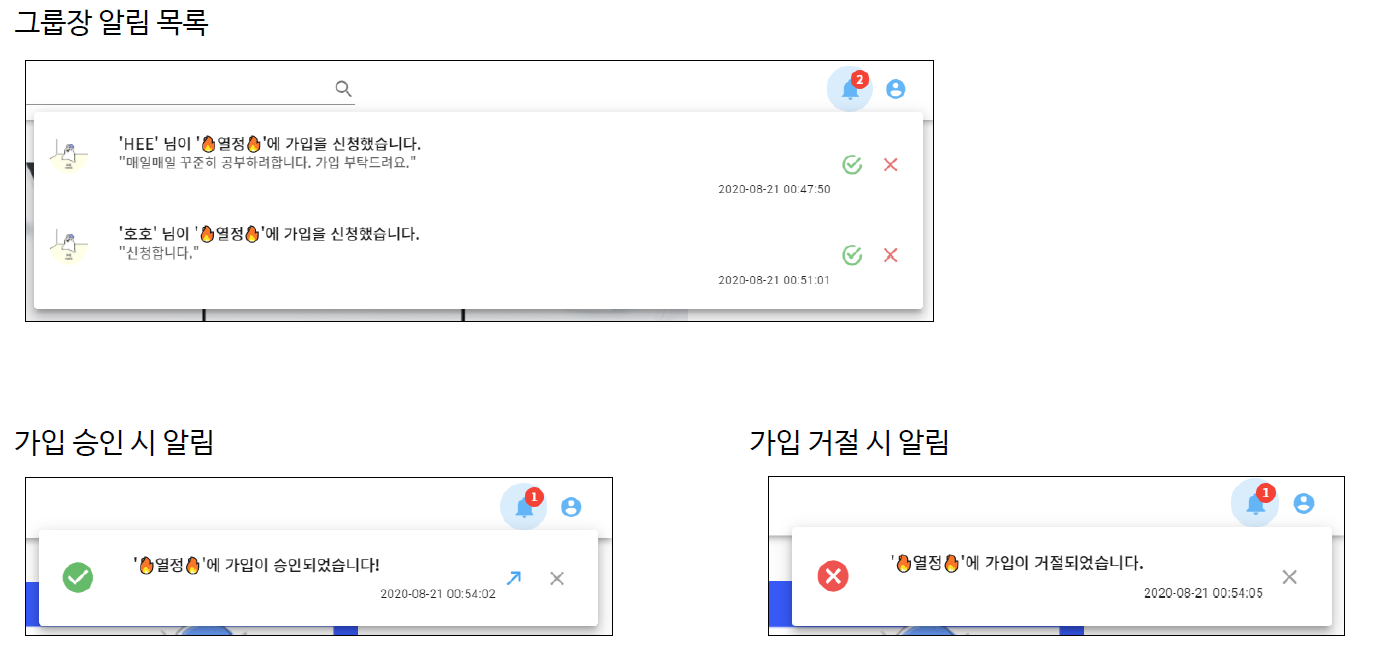 그룹장 알림 목록
2
'HEE' 님이 '🔥열정🔥'에 가입을 신청했습니다.
"매일매일 꾸준히 공부하려합니다. 가입 부탁드려요."
2020-08-21 00:47:50
'호호' 님이 '🔥열정🔥'에 가입을 신청했습니다.
"신청합니다."
2020-08-21 00:51:01
가입 승인 시 알림
1
'🔥열정🔥'에 가입이 승인되었습니다!
2020-08-21 00:54:02
가입 거절 시 알림
1
'🔥열정🔥'에 가입이 거절되었습니다.
2020-08-21 00:54:05